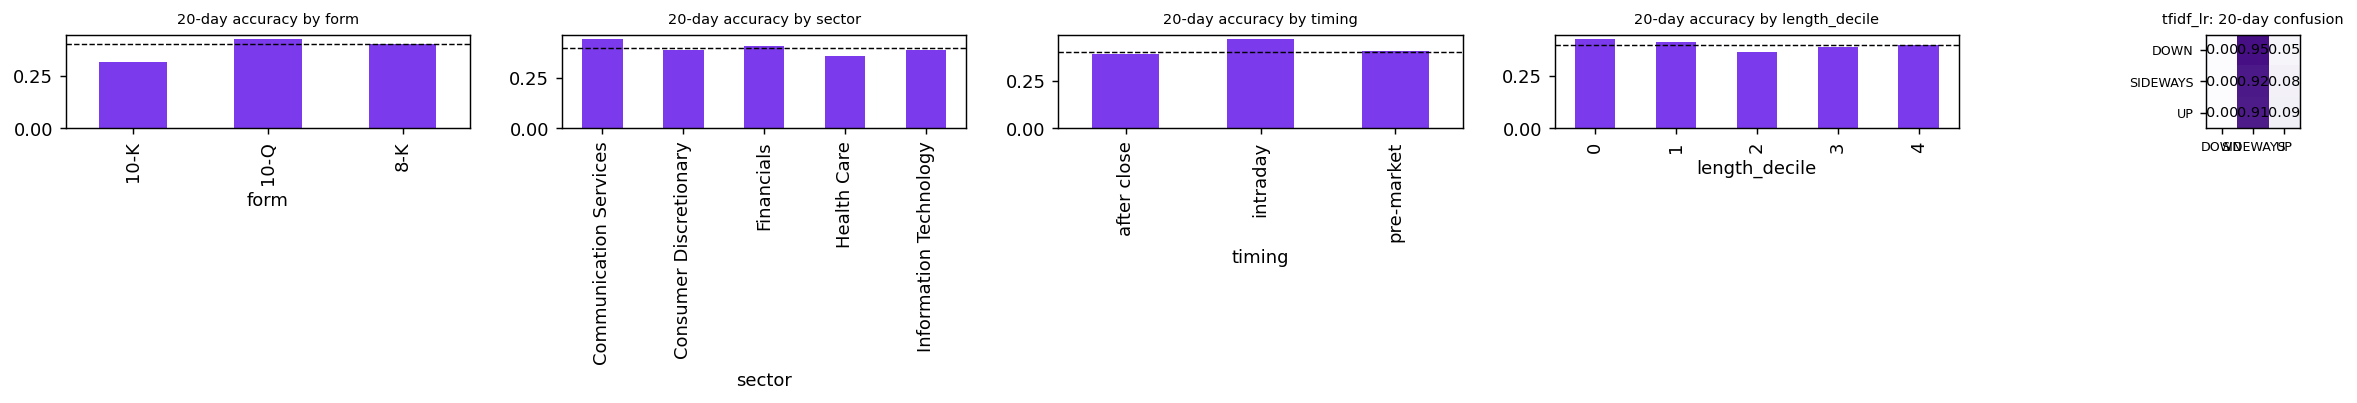 20-day accuracy by form
0.25
0.00
10-K
10-Q
8-K
form
20-day accuracy by sector
0.25
0.00
Communication Services
Consumer Discretionary
Financials
Health Care
Information Technology
sector
20-day accuracy by timing
0.25
0.00
after close
intraday
pre-market
timing
20-day accuracy by length_decile
0.25
0.00
0
1
2
3
4
length_decile
tfidf_lr: 20-day confusion
DOWN 0.00 0.95 0.05
SIDEWAYS 0.00 0.92 0.08
UP 0.00 0.91 0.09
DOWN SIDEWAYS UP